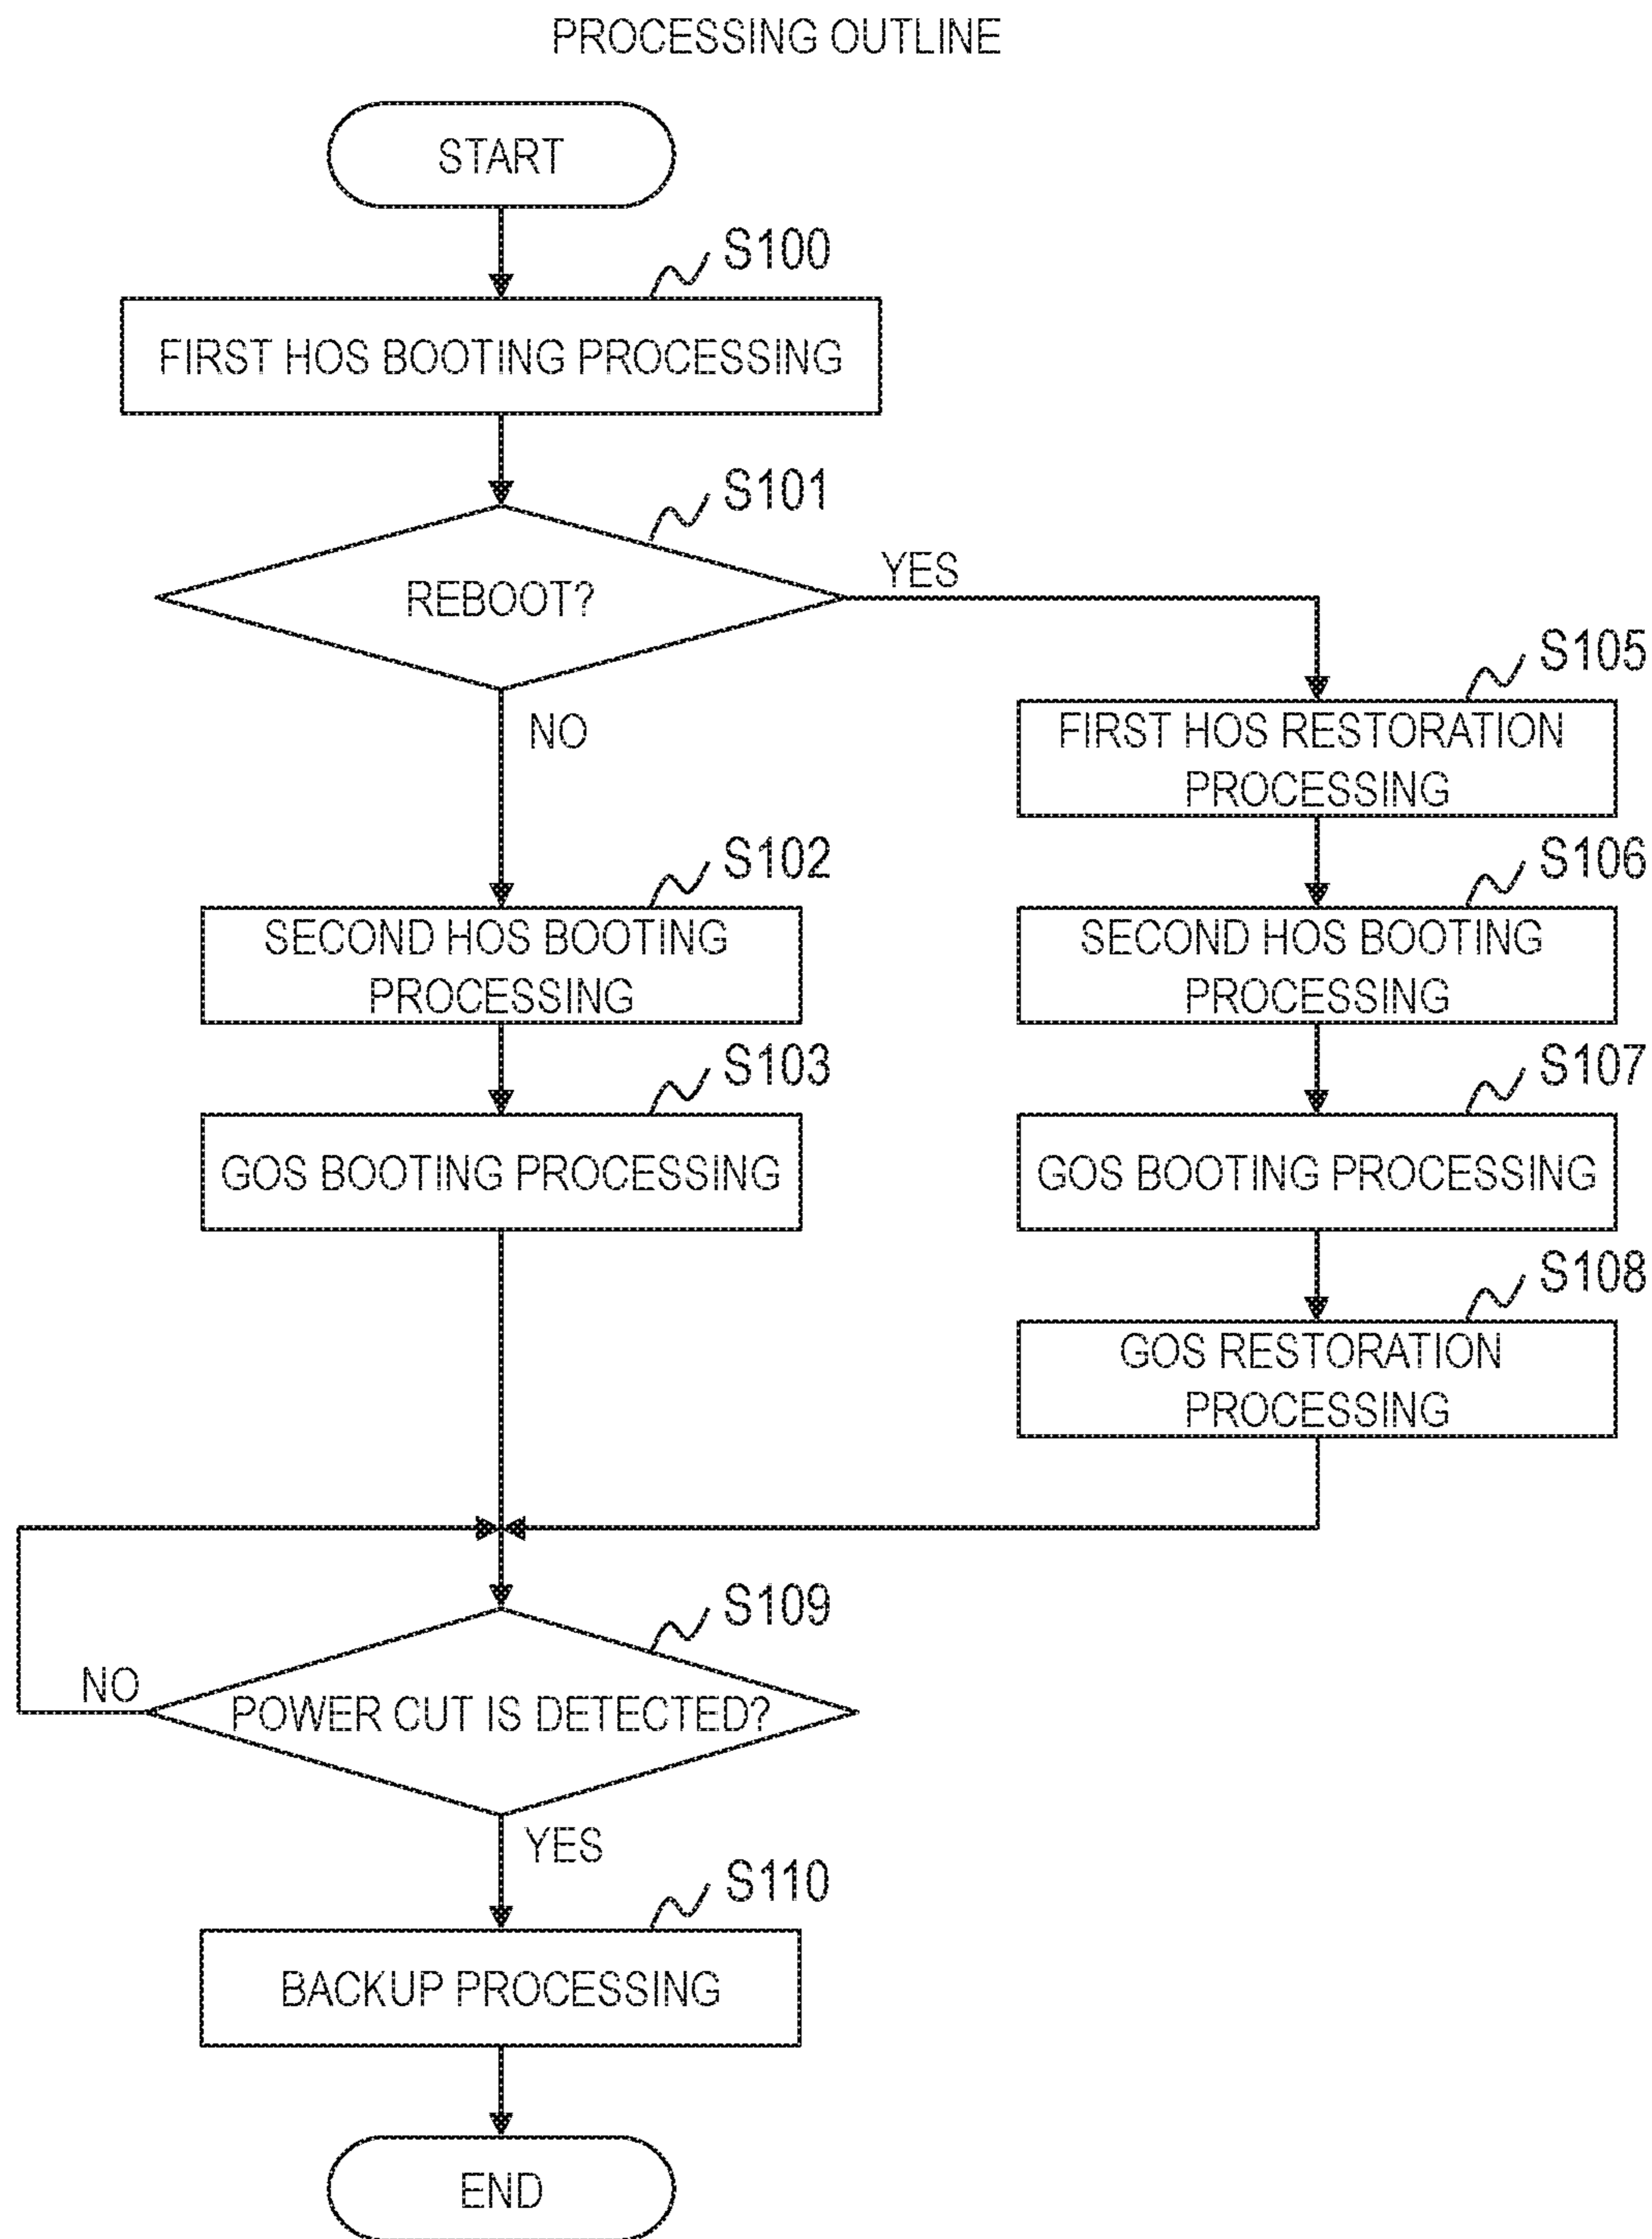 PROCESSING OUTLINE
START
S100
FIRST HOS BOOTING PROCESSING
S101
REBOOT?
YES
NO
S105
FIRST HOS RESTORATION
PROCESSING
S102
SECOND HOS BOOTING
PROCESSING
S106
SECOND HOS BOOTING
PROCESSING
S103
GOS BOOTING PROCESSING
S107
GOS BOOTING PROCESSING
S108
GOS RESTORATION
PROCESSING
S109
NO
POWER CUT IS DETECTED?
YES
S110
BACKUP PROCESSING
END